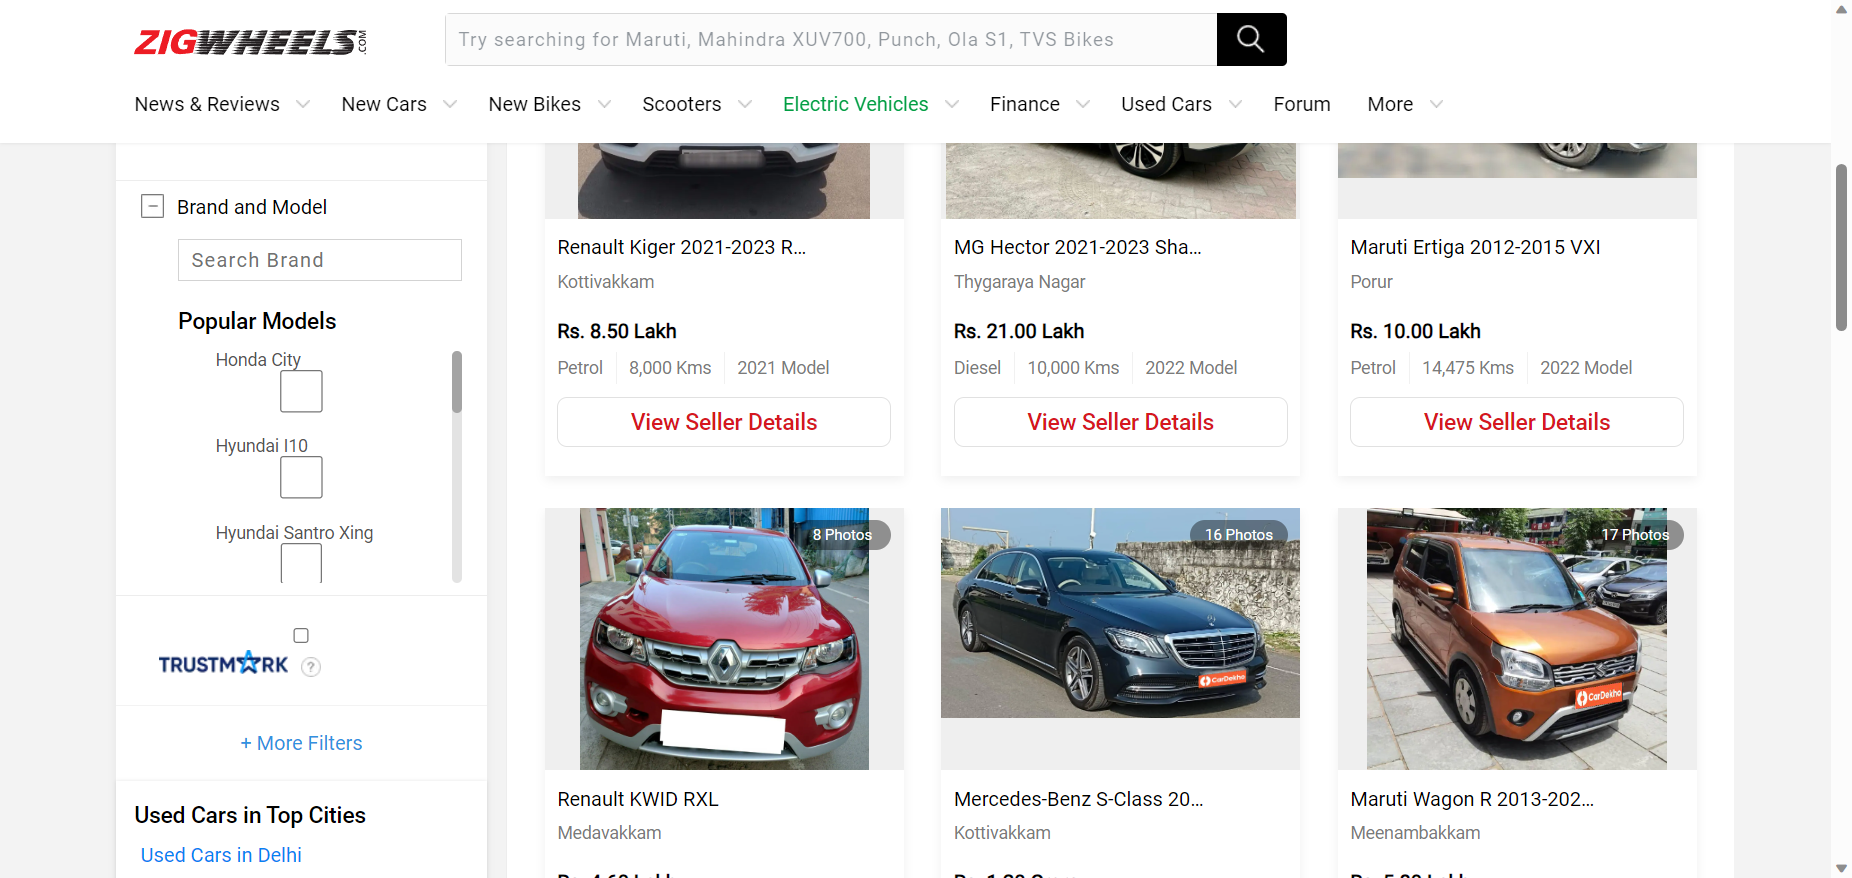 ZIGWHEELS.COM
Try searching for Maruti, Mahindra XUV700, Punch, Ola S1, TVS Bikes
News & Reviews New Cars New Bikes Scooters Electric Vehicles Finance Used Cars Forum More
Brand and Model
Search Brand
Popular Models
Honda City
Hyundai I10
Hyundai Santro Xing
TRUSTMARK ?
+ More Filters
Used Cars in Top Cities
Used Cars in Delhi
Renault Kiger 2021-2023 R...
Kottivakkam
Rs. 8.50 Lakh
Petrol 8,000 Kms 2021 Model
View Seller Details
MG Hector 2021-2023 Sha...
Thygaraya Nagar
Rs. 21.00 Lakh
Diesel 10,000 Kms 2022 Model
View Seller Details
Maruti Ertiga 2012-2015 VXI
Porur
Rs. 10.00 Lakh
Petrol 14,475 Kms 2022 Model
View Seller Details
8 Photos
Renault KWID RXL
Medavakkam
16 Photos
CarDekho
Mercedes-Benz S-Class 20...
Kottivakkam
17 Photos
CarDekho
Maruti Wagon R 2013-202...
Meenambakkam